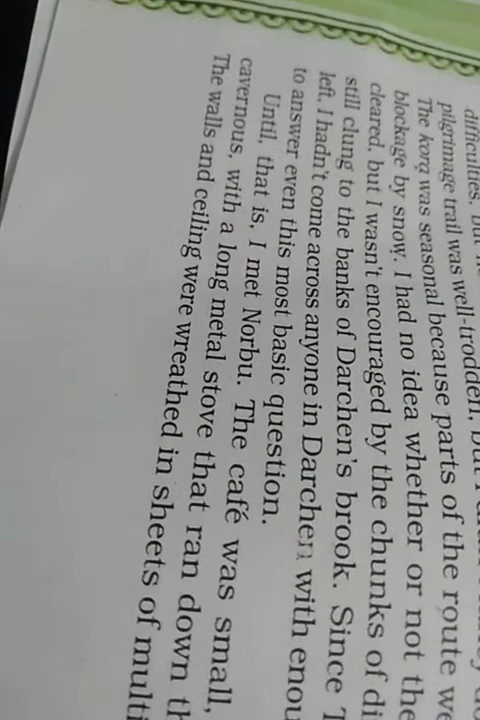 difficulties.
pilgrimage trail was well-trodden,
The kora was seasonal because parts of the route
blockage by snow. I had no idea whether or not the
cleared, but I wasn't encouraged by the chunks of di
still clung to the banks of Darchen's brook. Since
left, I hadn't come across anyone in Darchen with enou
to answer even this most basic question.
Until, that is, I met Norbu. The café was small,
cavernous, with a long metal stove that ran down th
The walls and ceiling were wreathed in sheets of multi